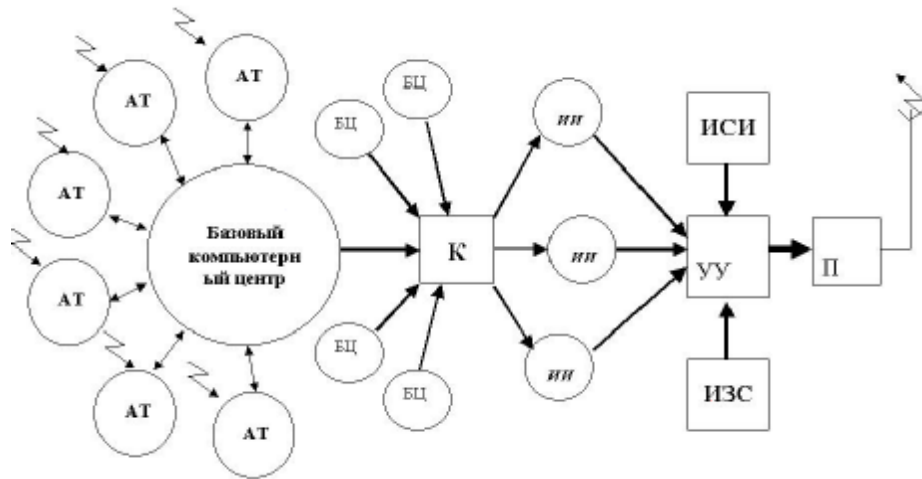 АТ
АТ
АТ
АТ
АТ
АТ
Базовый
компьютерн
ый центр
БЦ
БЦ
К
БЦ
БЦ
ии
ии
ии
ИСИ
УУ
П
ИЗС